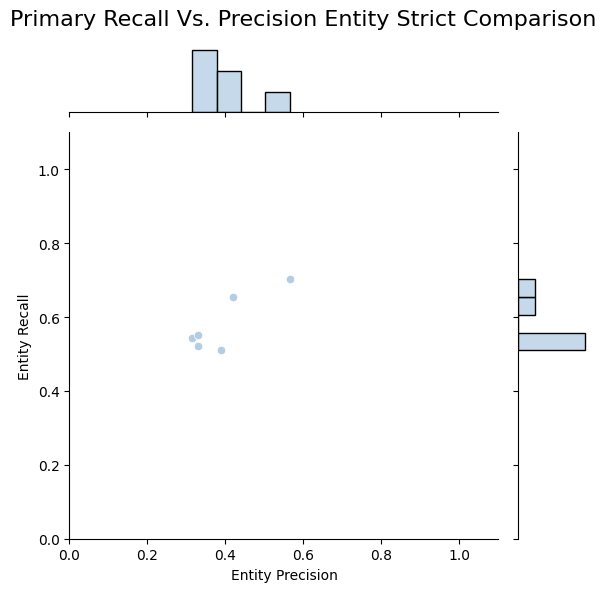 Primary Recall Vs. Precision Entity Strict Comparison
1.0
0.8
0.6
0.4
0.2
0.0
Entity Recall
0.0 0.2 0.4 0.6 0.8 1.0
Entity Precision